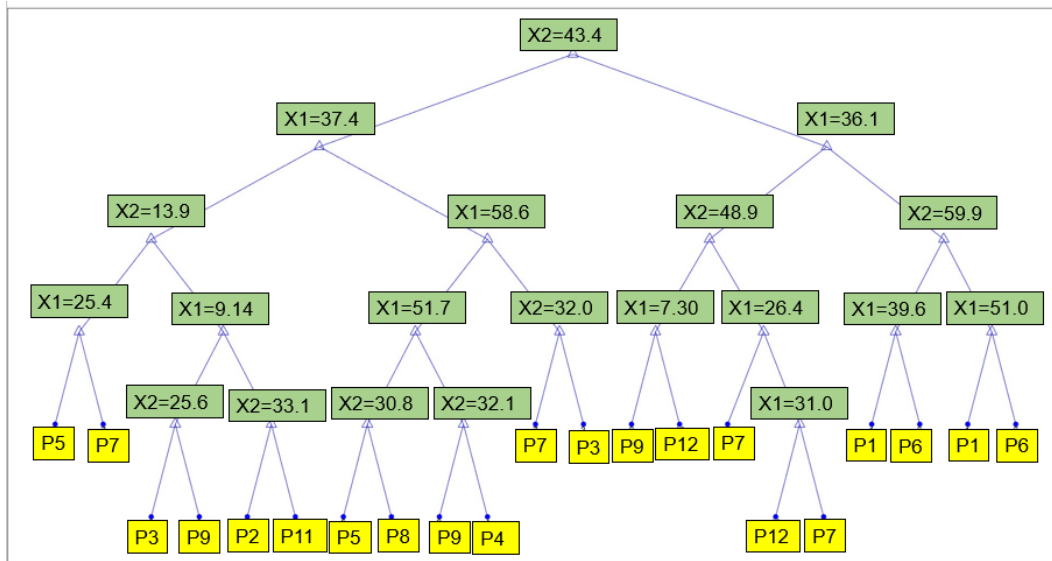 X2=43.4
X1=37.4
X1=36.1
X2=13.9
X1=58.6
X2=48.9
X2=59.9
X1=25.4
X1=9.14
X1=51.7
X2=32.0
X1=7.30
X1=26.4
X1=39.6
X1=51.0
X2=25.6
X2=33.1
X2=30.8
X2=32.1
X1=31.0
P5
P7
P7
P3
P9
P12
P7
P1
P6
P1
P6
P3
P9
P2
P11
P5
P8
P9
P4
P12
P7